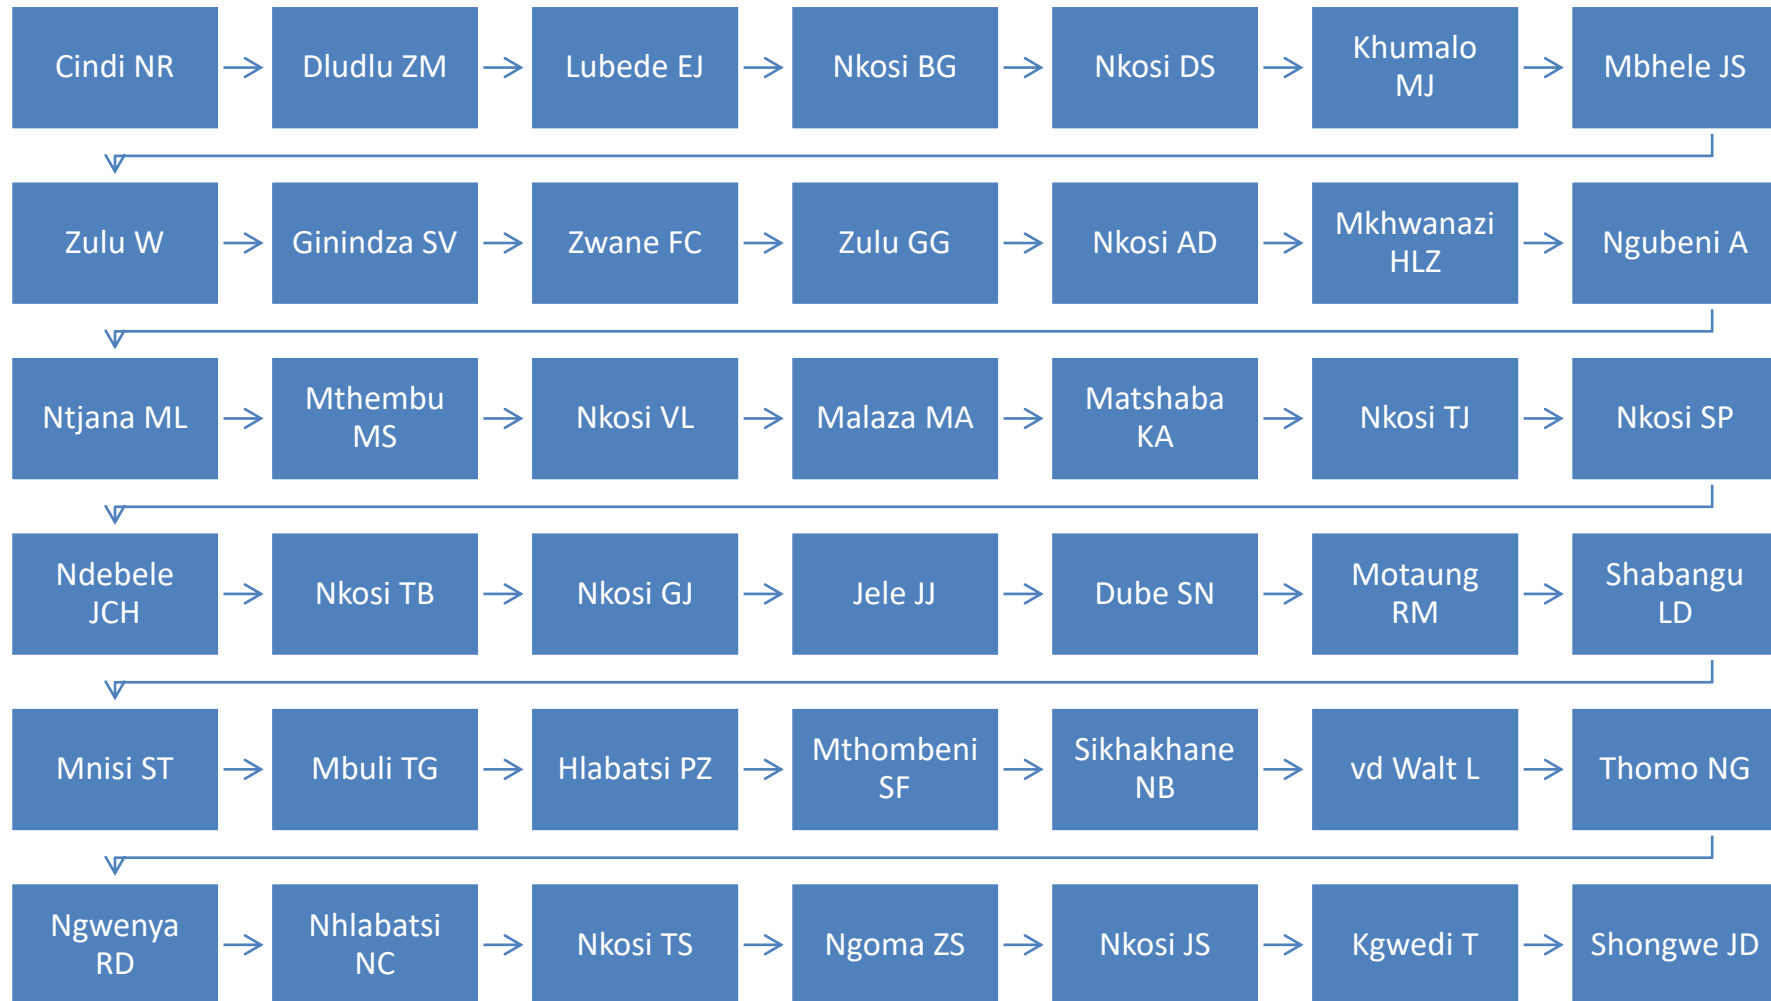 Cindi NR
Dludlu ZM
Lubede EJ
Nkosi BG
Nkosi DS
Khumalo
MJ
Mbhele JS
Zulu W
Ginindza SV
Zwane FC
Zulu GG
Nkosi AD
Mkhwanazi
HLZ
Ngubeni A
Ntjana ML
Mthembu
MS
Nkosi VL
Malaza MA
Matshaba
KA
Nkosi TJ
Nkosi SP
Ndebele
JCH
Nkosi TB
Nkosi GJ
Jele JJ
Dube SN
Motaung
RM
Shabangu
LD
Mnisi ST
Mbuli TG
Hlabatsi PZ
Mthombeni
SF
Sikhakhane
NB
vd Walt L
Thomo NG
Ngwenya
RD
Nhlabatsi
NC
Nkosi TS
Ngoma ZS
Nkosi JS
Kgwedi T
Shongwe JD